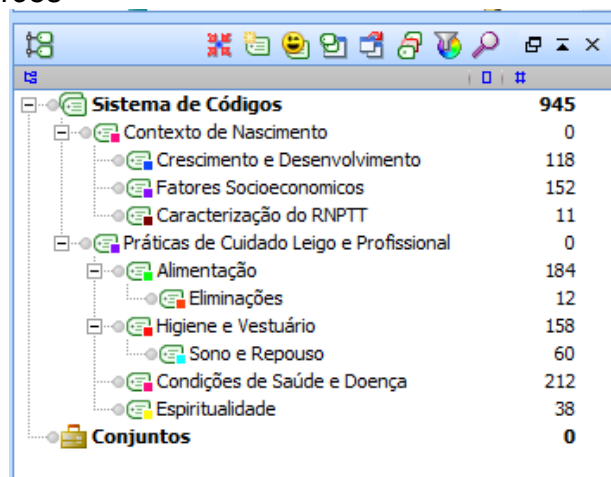 #
Sistema de Códigos 945
Contexto de Nascimento 0
Crescimento e Desenvolvimento 118
Fatores Socioeconomicos 152
Caracterização do RNPTT 11
Práticas de Cuidado Leigo e Profissional 0
Alimentação 184
Eliminações 12
Higiene e Vestuário 158
Sono e Repouso 60
Condições de Saúde e Doença 212
Espiritualidade 38
Conjuntos 0